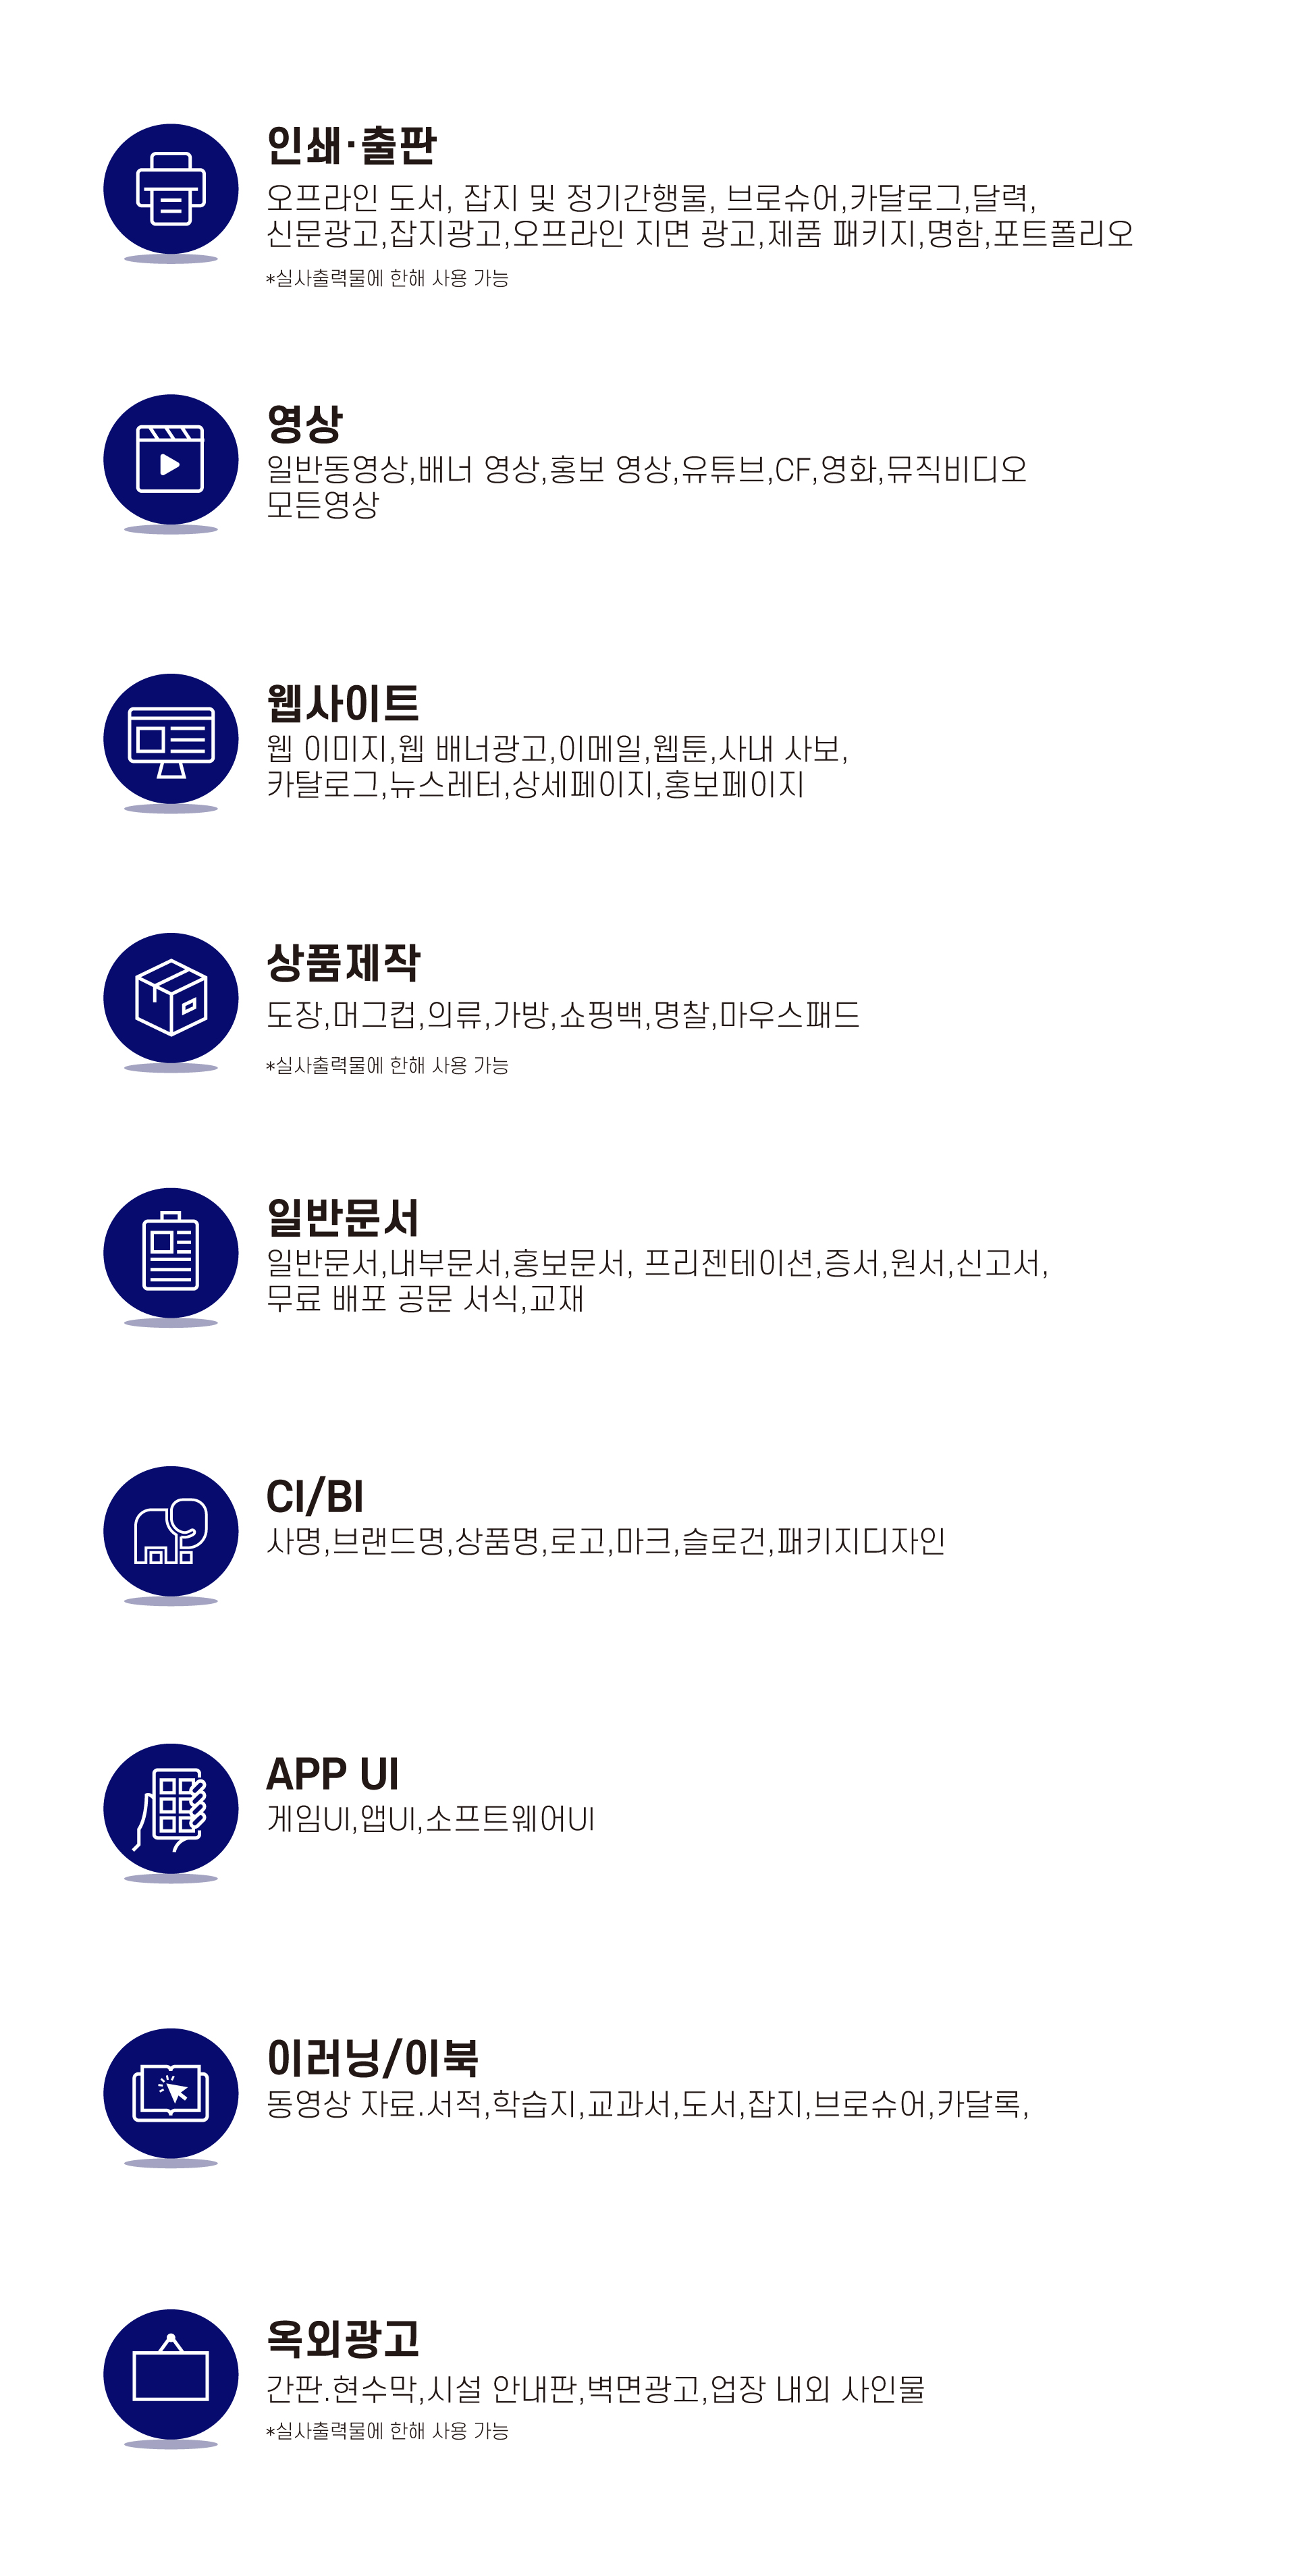 인쇄·출판
오프라인 도서, 잡지 및 정기간행물, 브로슈어,카달로그,달력,
신문광고,잡지광고,오프라인 지면 광고,제품 패키지,명함,포트폴리오
*실사출력물에 한해 사용 가능
영상
일반동영상,배너 영상,홍보 영상,유튜브,CF,영화,뮤직비디오
모든영상
웹사이트
웹 이미지,웹 배너광고,이메일,웹툰,사내 사보,
카탈로그,뉴스레터,상세페이지,홍보페이지
상품제작
도장,머그컵,의류,가방,쇼핑백,명찰,마우스패드
*실사출력물에 한해 사용 가능
일반문서
일반문서,내부문서,홍보문서, 프리젠테이션,증서,원서,신고서,
무료 배포 공문 서식,교재
CI/BI
사명,브랜드명,상품명,로고,마크,슬로건,패키지디자인
APP UI
게임UI,앱UI,소프트웨어UI
이러닝/이북
동영상 자료.서적,학습지,교과서,도서,잡지,브로슈어,카달록,
옥외광고
간판.현수막,시설 안내판,벽면광고,업장 내외 사인물
*실사출력물에 한해 사용 가능